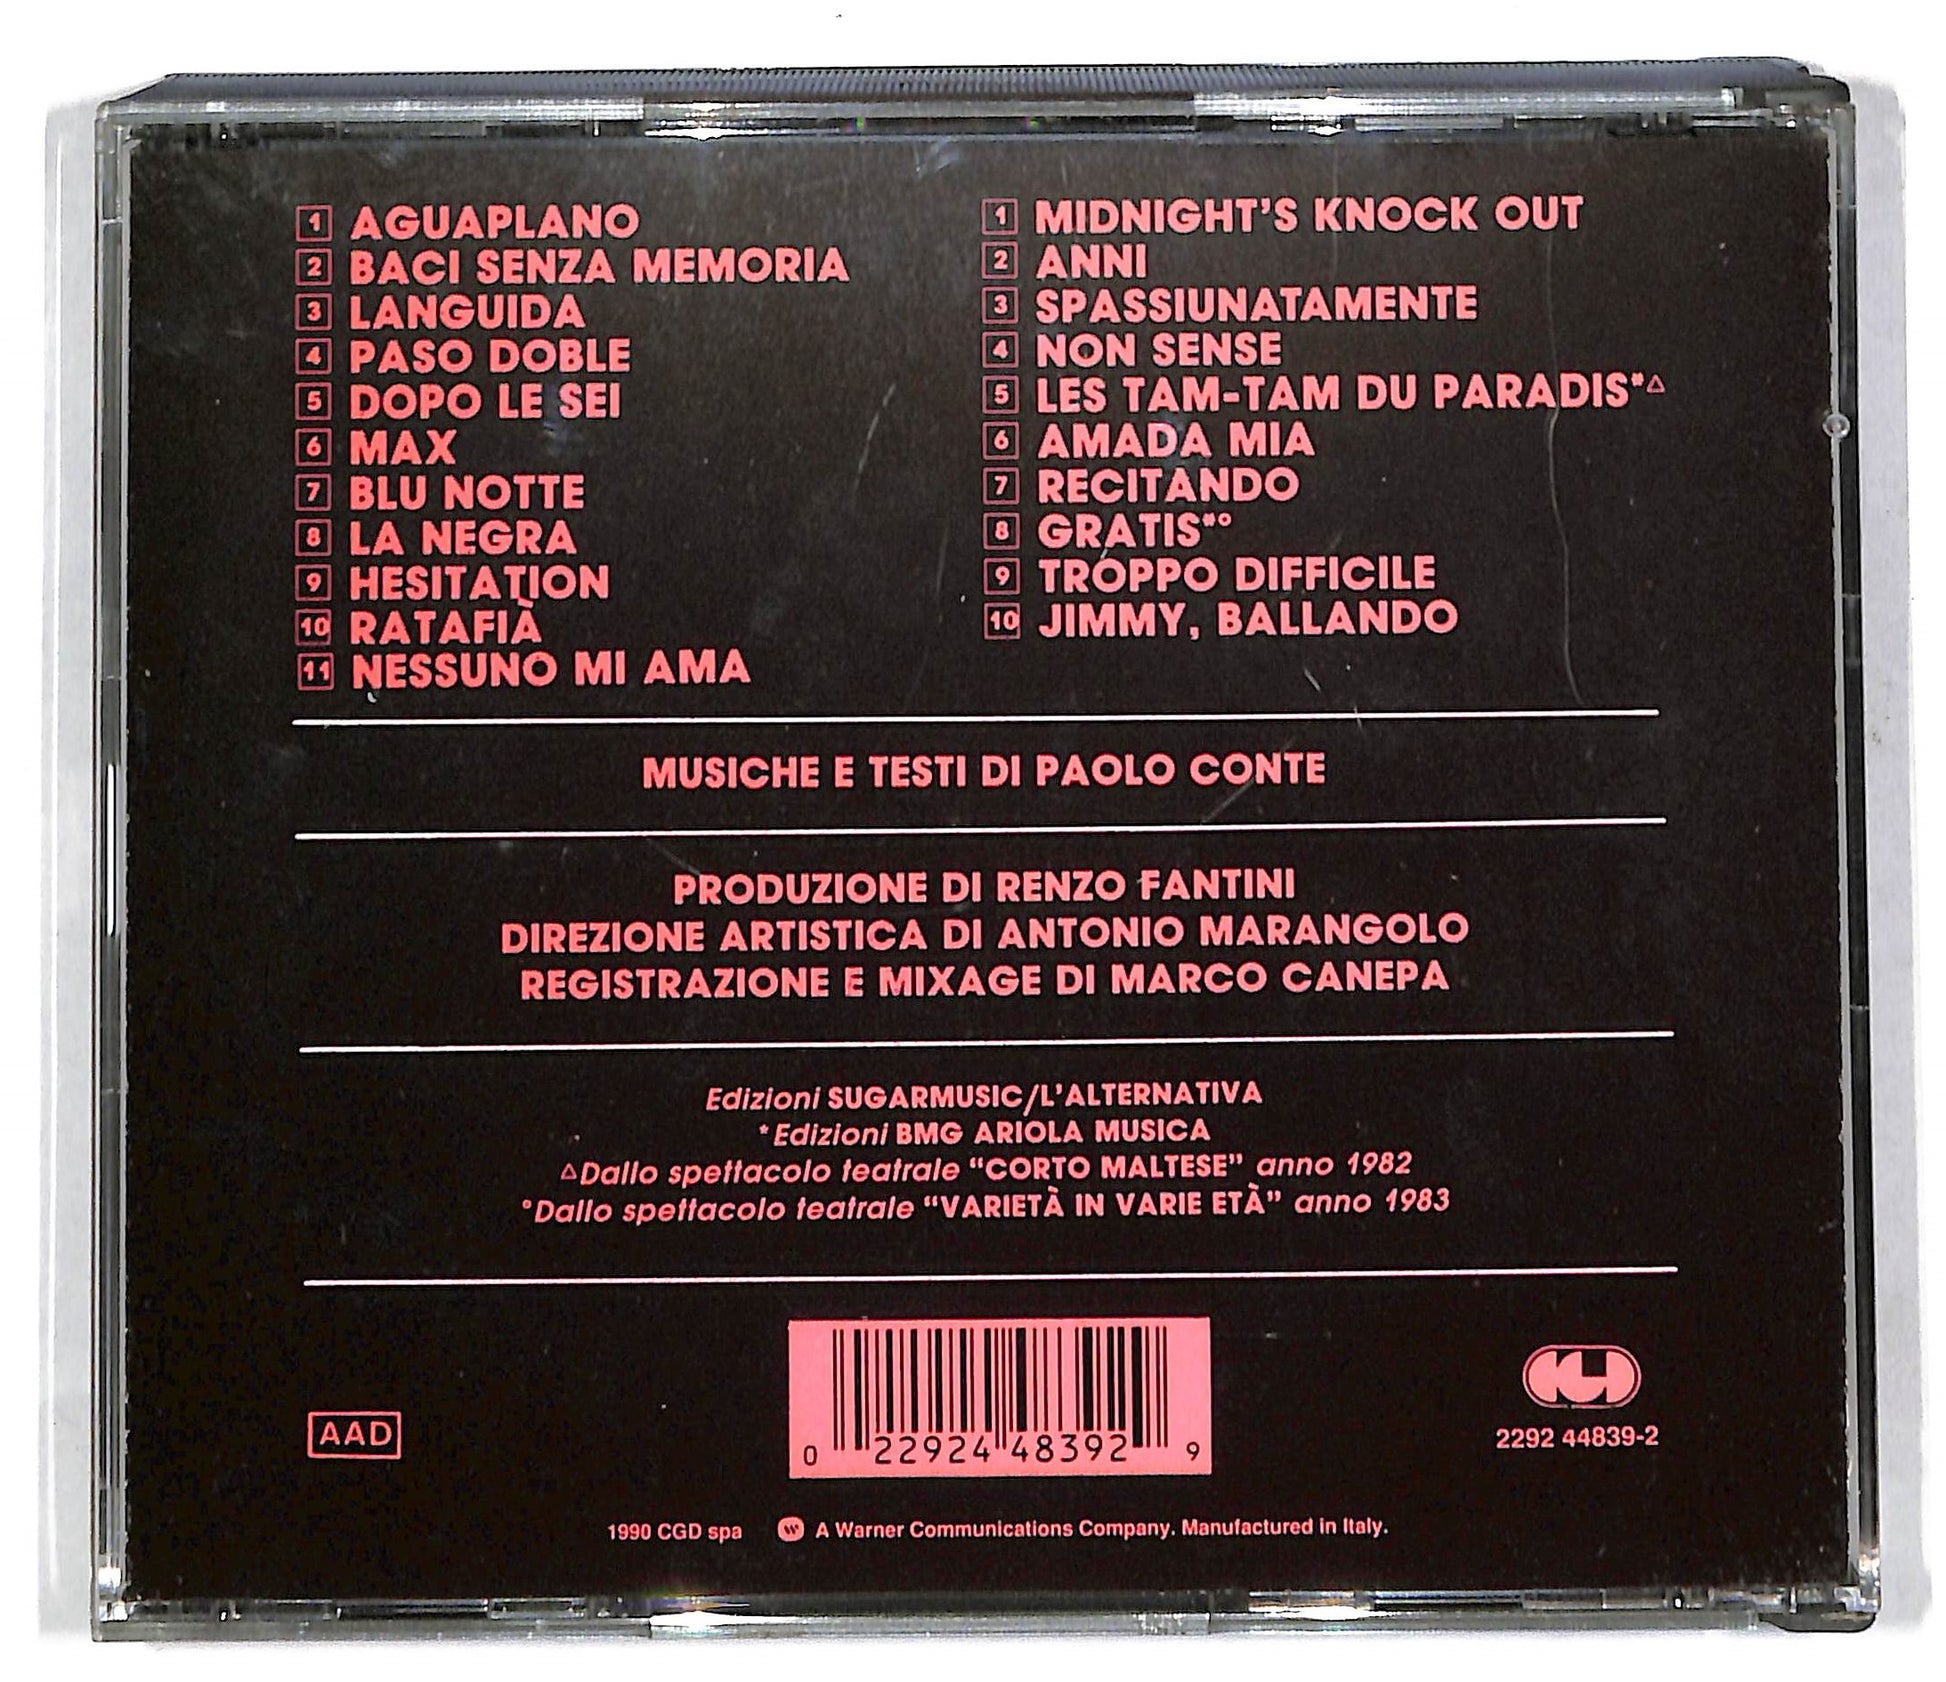 1 AGUAPLANO
2 BACI SENZA MEMORIA
3 LANGUIDA
4 PASO DOBLE
5 DOPO LE SEI
6 MAX
7 BLU NOTTE
8 LA NEGRA
9 HESITATION
10 RATAFIÀ
11 NESSUNO MI AMA
1 MIDNIGHT'S KNOCK OUT
2 ANNI
3 SPASSIUNATAMENTE
4 NON SENSE
5 LES TAM-TAM DU PARADIS*△
6 AMADA MIA
7 RECITANDO
8 GRATIS*°
9 TROPPO DIFFICILE
10 JIMMY, BALLANDO
MUSICHE E TESTI DI PAOLO CONTE
PRODUZIONE DI RENZO FANTINI
DIREZIONE ARTISTICA DI ANTONIO MARANGOLO
REGISTRAZIONE E MIXAGE DI MARCO CANEPA
Edizioni SUGARMUSIC/L'ALTERNATIVA
*Edizioni BMG ARIOLA MUSICA
△Dallo spettacolo teatrale “CORTO MALTESE” anno 1982
°Dallo spettacolo teatrale “VARIETÀ IN VARIE ETÀ” anno 1983
AAD
0 22924 48392 9
2292 44839-2
1990 CGD spa A Warner Communications Company. Manufactured in Italy.